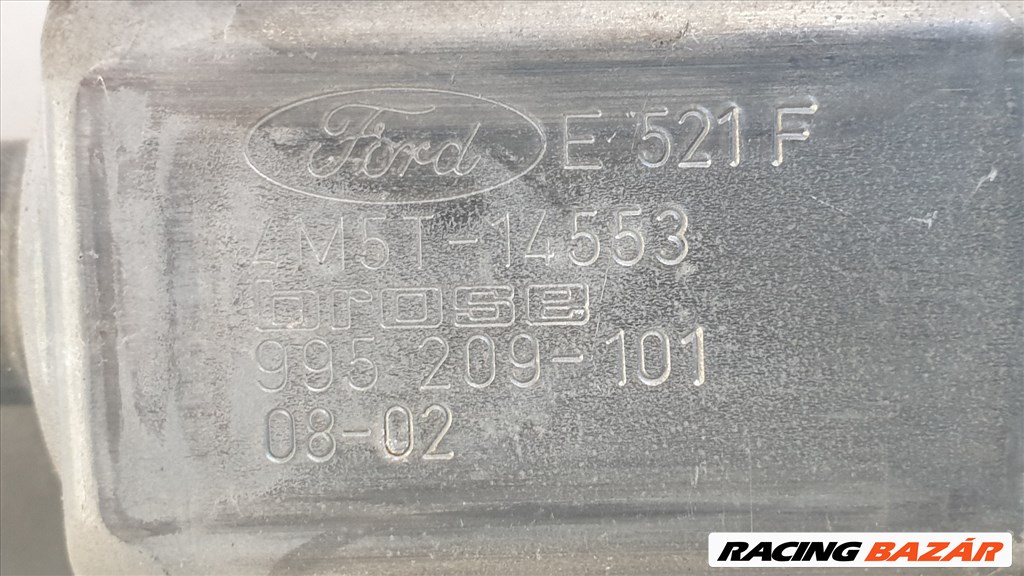 Ford E 521 F
4M5T-14553
brose
995 209-101
08-02
RACING BAZÁR